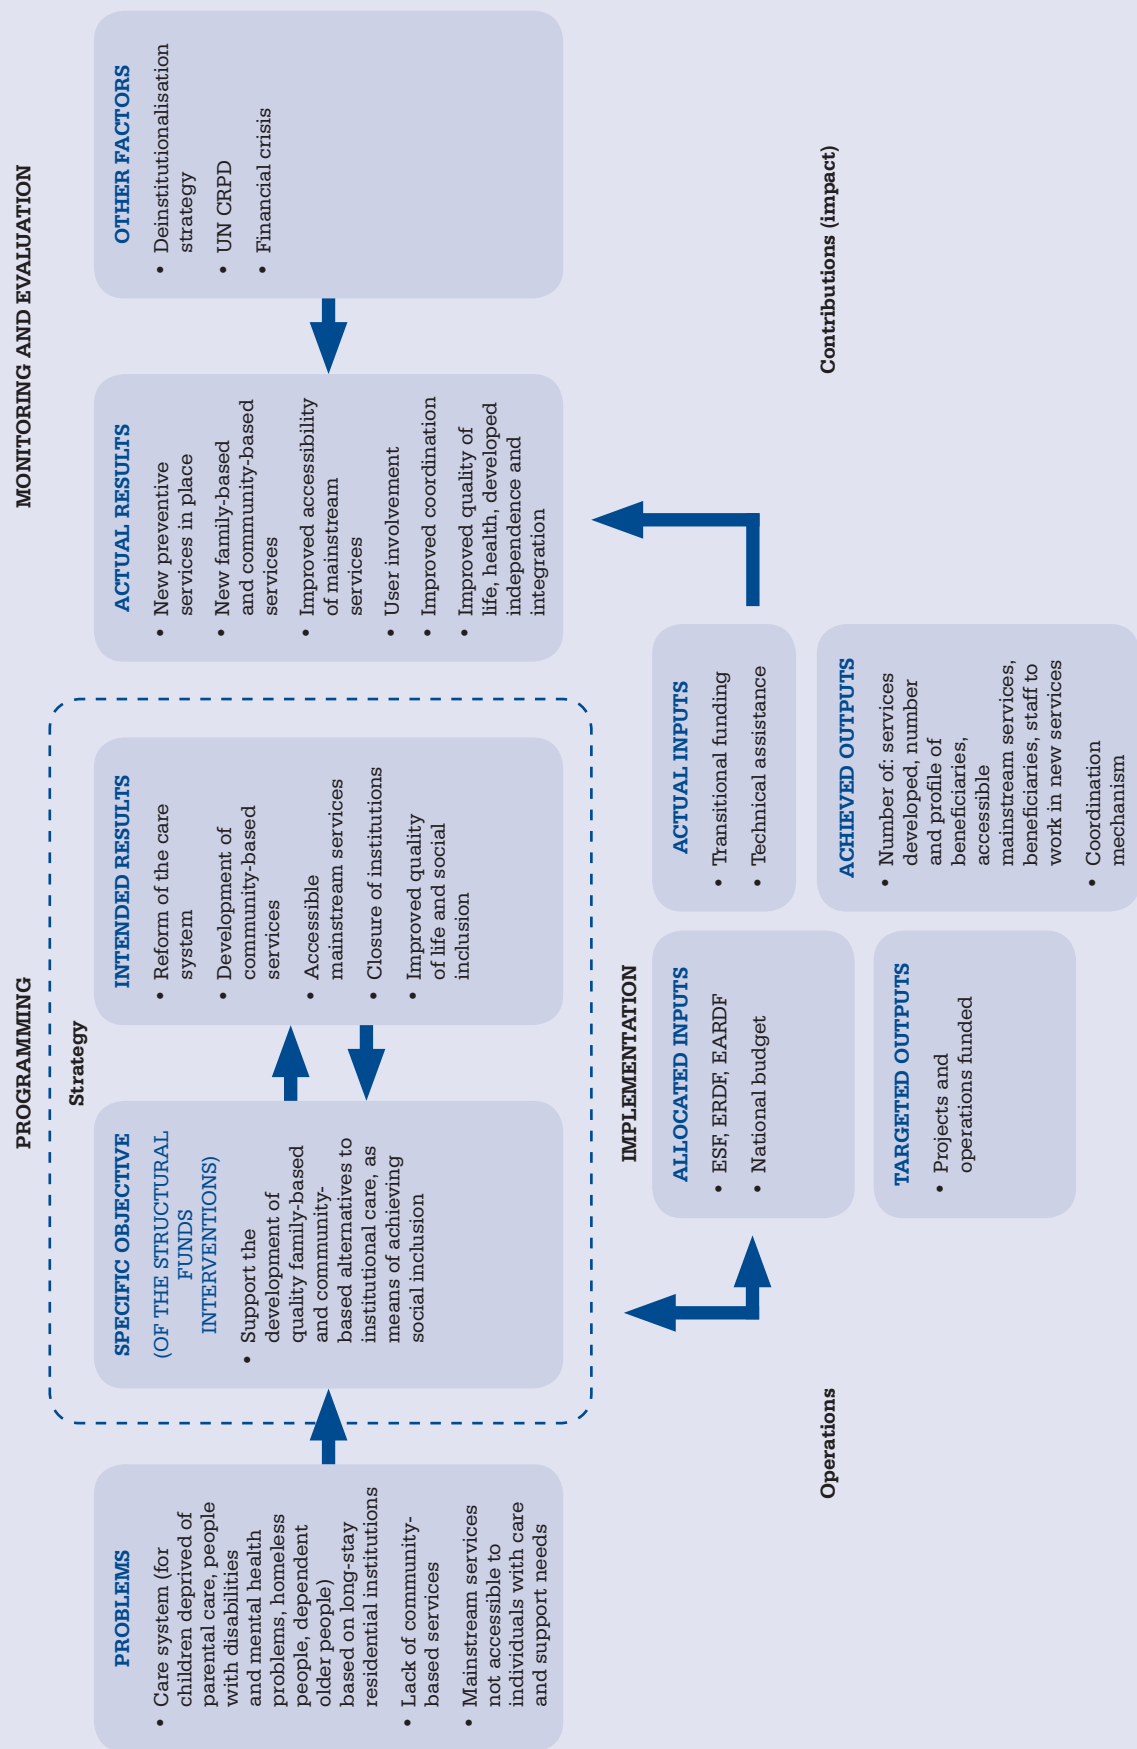 PROGRAMMING
MONITORING AND EVALUATION
Strategy
PROBLEMS
• Care system (for
children deprived of
parental care, people
with disabilities
and mental health
problems, homeless
people, dependent
older people)
based on long-stay
residential institutions
• Lack of community-
based services
• Mainstream services
not accessible to
individuals with care
and support needs
SPECIFIC OBJECTIVE
(OF THE STRUCTURAL
FUNDS
INTERVENTIONS)
• Support the
development of
quality family-based
and community-
based alternatives to
institutional care, as
means of achieving
social inclusion
INTENDED RESULTS
• Reform of the care
system
• Development of
community-based
services
• Accessible
mainstream services
• Closure of institutions
• Improved quality
of life and social
inclusion
ACTUAL RESULTS
• New preventive
services in place
• New family-based
and community-based
services
• Improved accessibility
of mainstream
services
• User involvement
• Improved coordination
• Improved quality of
life, health, developed
independence and
integration
OTHER FACTORS
• Deinstitutionalisation
strategy
• UN CRPD
• Financial crisis
IMPLEMENTATION
ALLOCATED INPUTS
• ESF, ERDF, EARDF
• National budget
ACTUAL INPUTS
• Transitional funding
• Technical assistance
TARGETED OUTPUTS
• Projects and
operations funded
ACHIEVED OUTPUTS
• Number of: services
developed, number
and profile of
beneficiaries,
accessible
mainstream services,
beneficiaries, staff to
work in new services
• Coordination
mechanism
Operations
Contributions (impact)